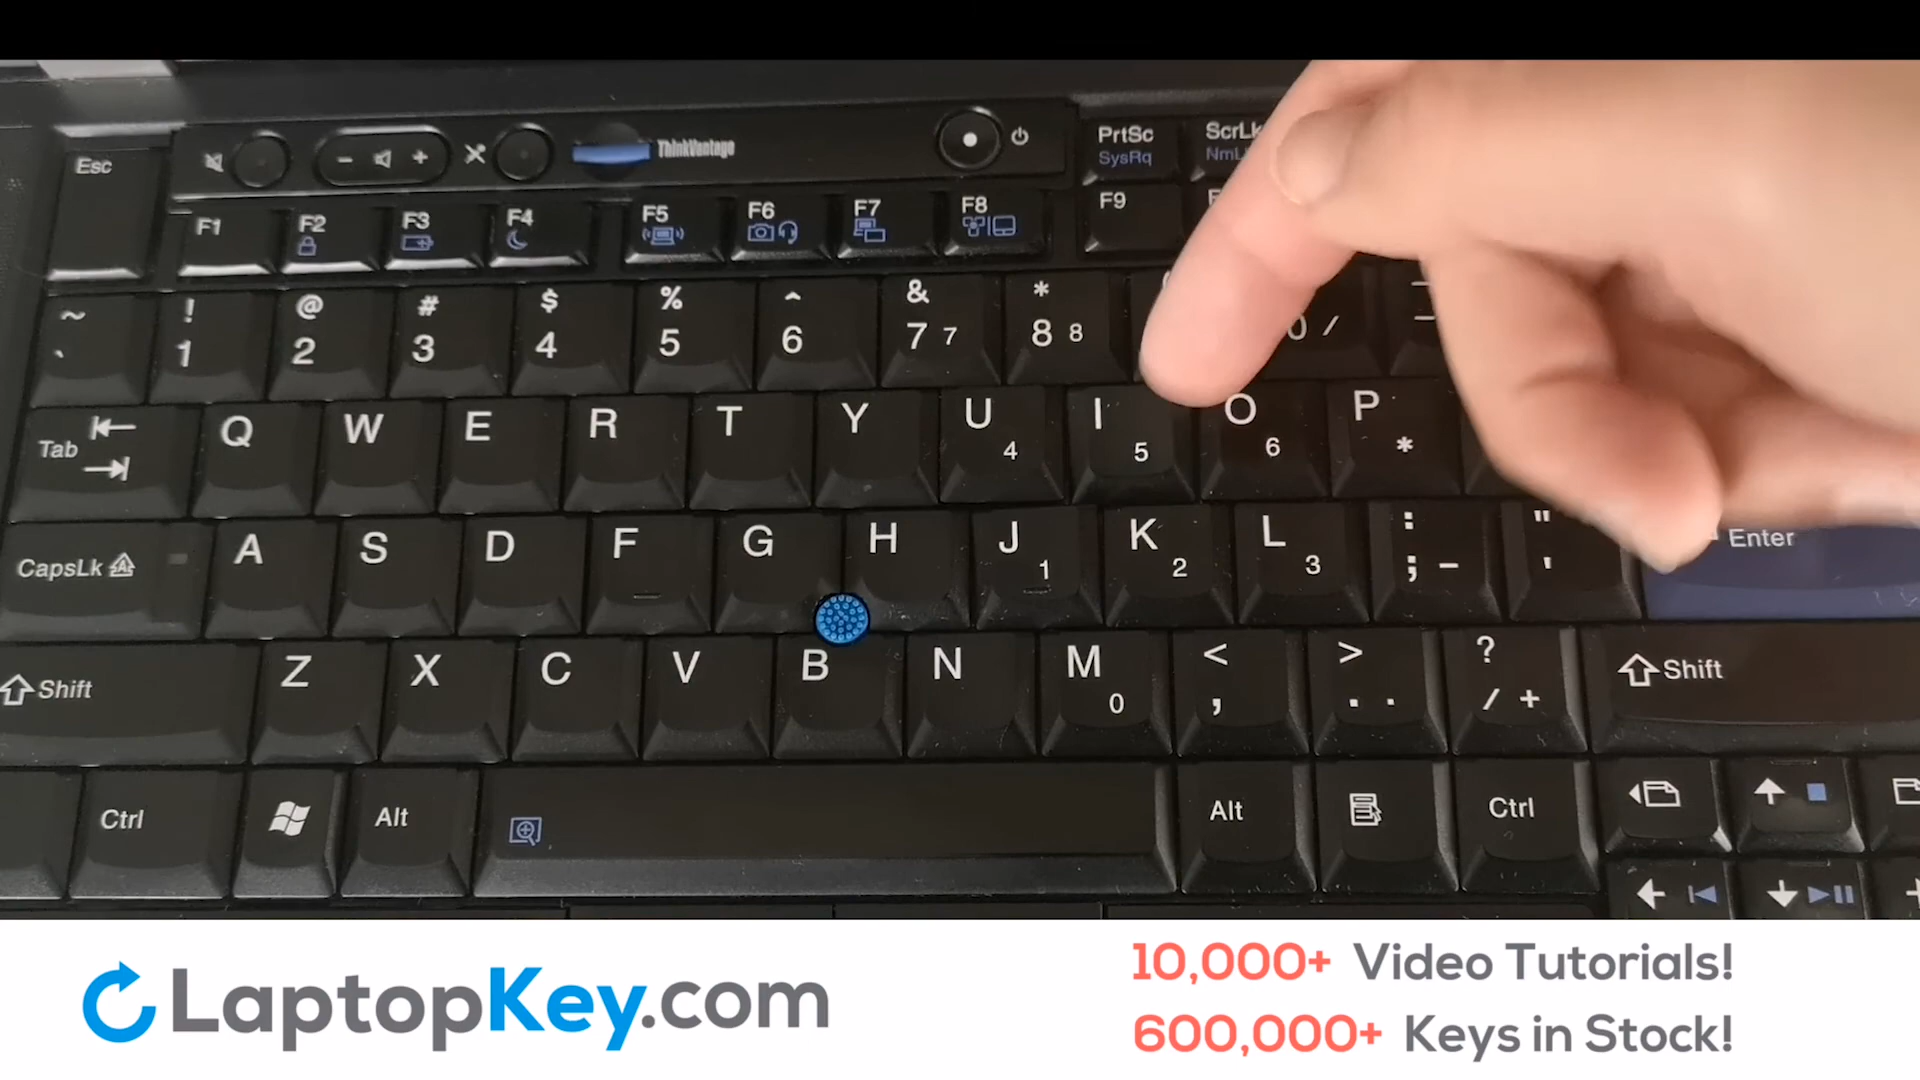 Esc
ThinkVantage
PrtSc
SysRq
F1 F2 F3 F4 F5 F6 F7 F8 F9
~ ! @ # $ % ^ & *
` 1 2 3 4 5 6 7 7 8 8 0 /
Tab Q W E R T Y U 4 I 5 O 6 P *
CapsLk A S D F G H J 1 K 2 L 3 : ; - " ' Enter
Shift Z X C V B N M 0 < , > . . ? / + Shift
Ctrl Alt Alt Ctrl
LaptopKey.com
10,000+ Video Tutorials!
600,000+ Keys in Stock!